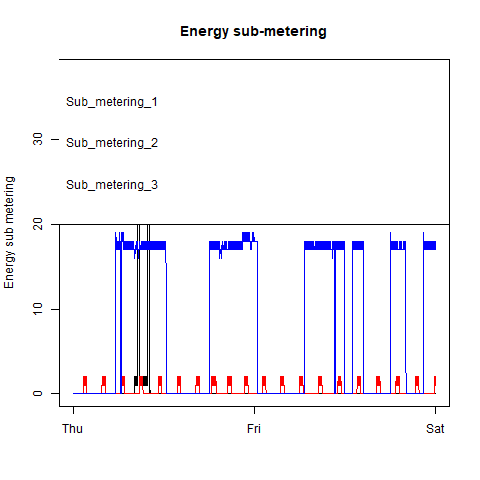 Energy sub-metering
Sub_metering_1
Sub_metering_2
Sub_metering_3
Energy sub metering
30
20
10
0
Thu Fri Sat